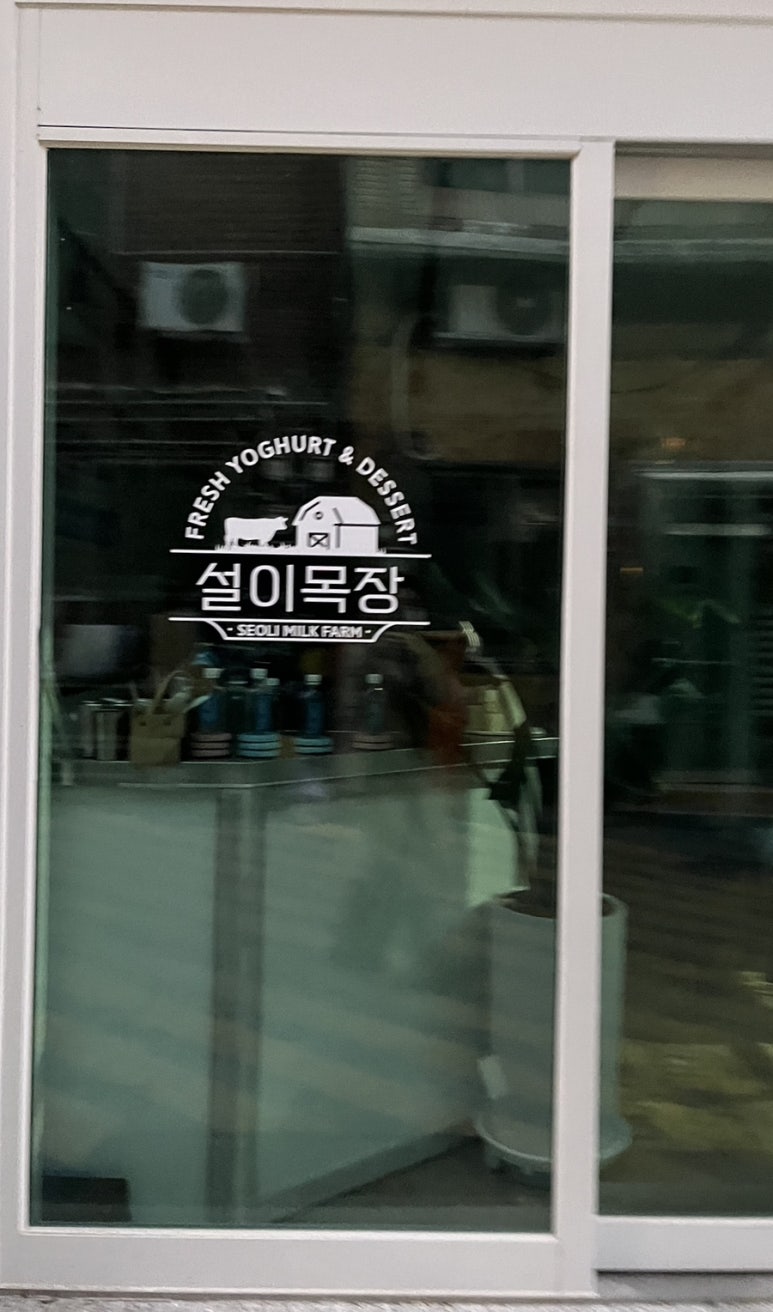 FRESH YOGHURT & DESSERT
설이목장
- SEOLI MILK FARM -